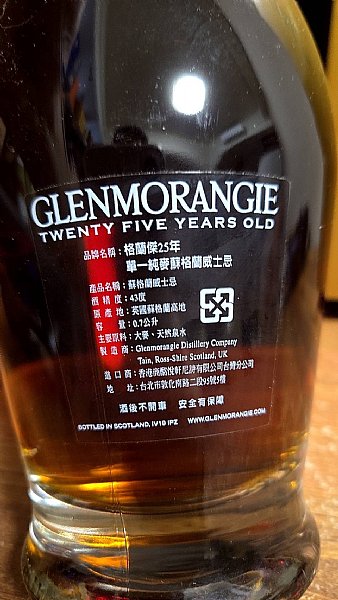 GLENMORANGIE
TWENTY FIVE YEARS OLD
品牌名稱：格蘭傑25年
單一純麥蘇格蘭威士忌
產品名稱：蘇格蘭威士忌
酒精度：43度
原產地：英國蘇格蘭高地
容量：0.7公升
主要原料：大麥、天然泉水
製造商：Glenmorangie Distillery Company
Tain, Ross-Shire Scotland, UK
進口商：香港商酩悅軒尼詩有限公司台灣分公司
地址：台北市敦化南路二段95號5樓
酒後不開車 安全有保障
BOTTLED IN SCOTLAND, IV19 1PZ WWW.GLENMORANGIE.COM